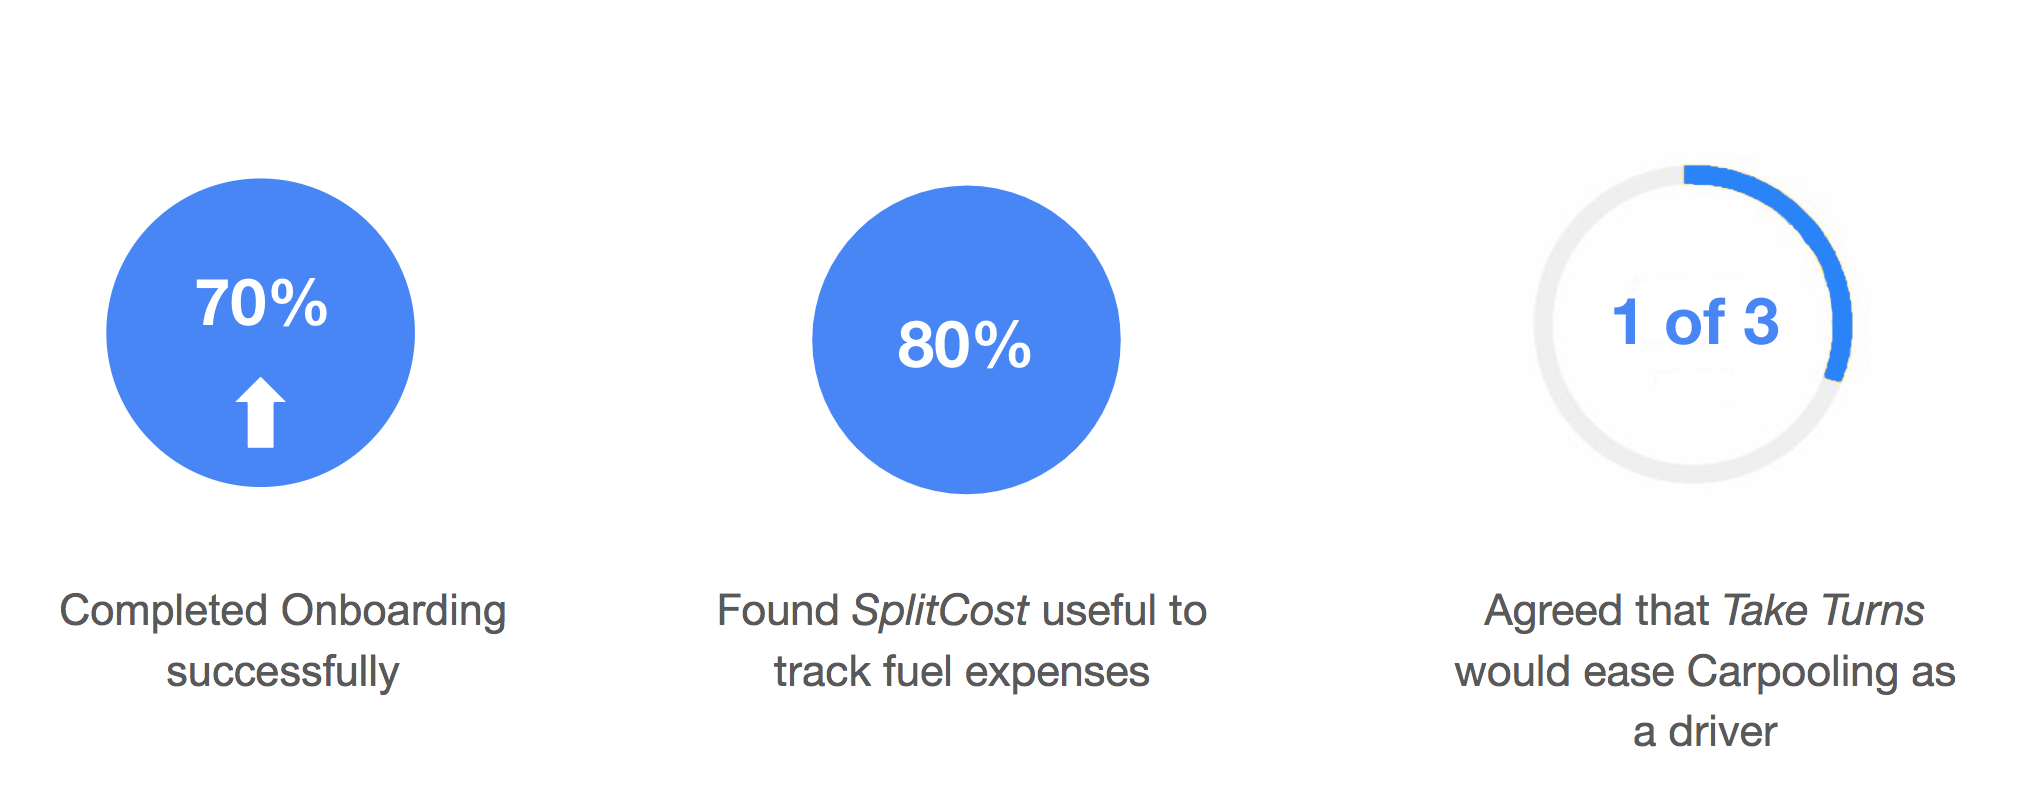 70%
80%
1 of 3
Completed Onboarding
successfully
Found SplitCost useful to
track fuel expenses
Agreed that Take Turns
would ease Carpooling as
a driver